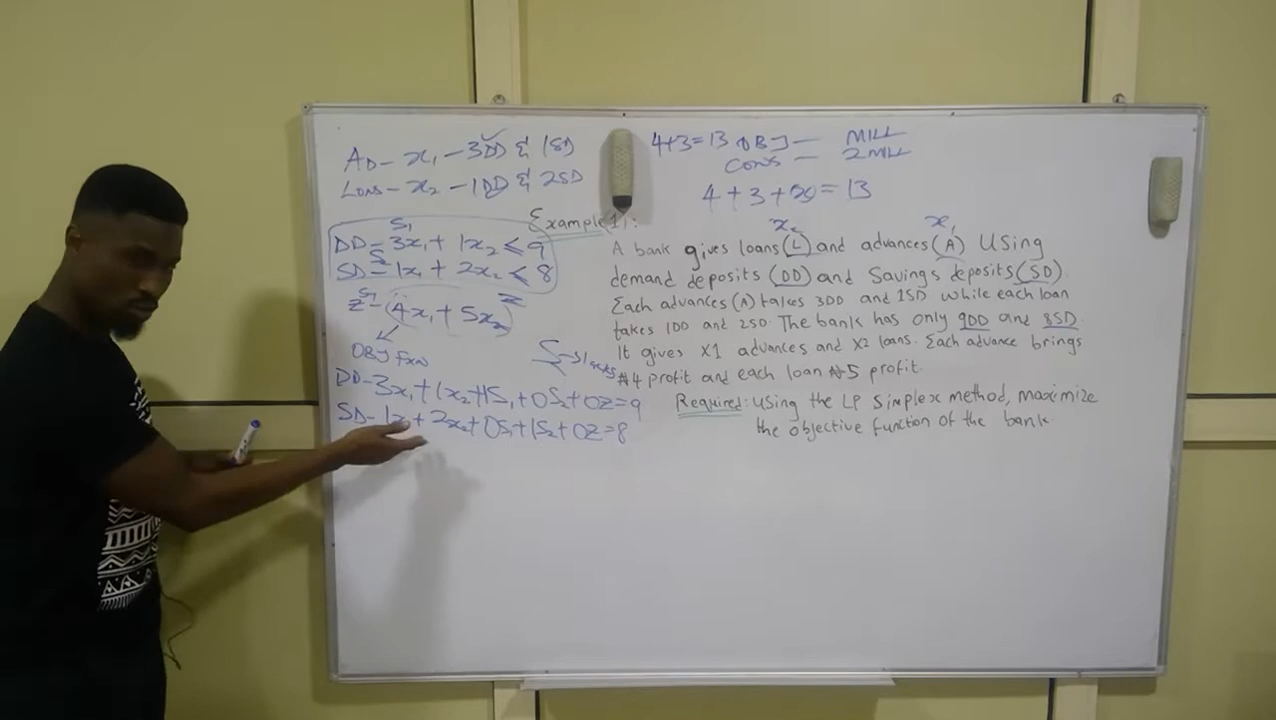 AD - x₁ - 3DD & 1SD
LOANS - x₂ - 1DD & 2SD
S₁
DD - 3x₁ + 1x₂ ≤ 9
S₂
SD = 1x₁ + 2x₂ ≤ 8
Z = (4x₁ + 5x₂) Z
OBJ FXN
S - slacks
DD - 3x₁ + 1x₂ + 1S₁ + 0S₂ + 0Z = 9
SD - 1x₁ + 2x₂ + 0S₁ + 1S₂ + 0Z = 8
4+3=13 OBJ — MILL
CONS — 2 MILL
4 + 3 + = 13
Example 1:
x₂ x₁
A bank gives loans (L) and advances (A) Using
demand deposits (DD) and Savings deposits (SD).
Each advances (A) takes 3DD and 1SD while each loan
takes 1DD and 2SD. The bank has only 9DD and 8SD.
It gives X1 advances and X2 loans. Each advance brings
₦4 profit and each loan ₦5 profit.
Required: Using the LP Simplex method, maximize
the objective function of the bank